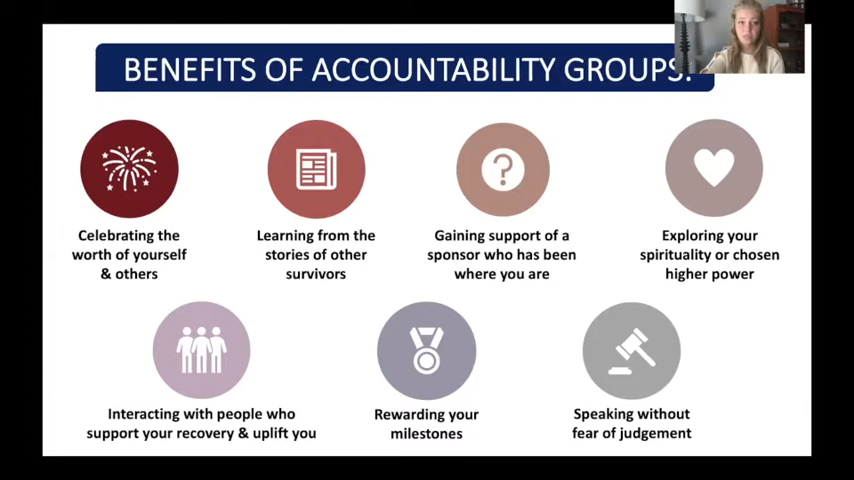 BENEFITS OF ACCOUNTABILITY GROUPS:
Celebrating the
worth of yourself
& others
Learning from the
stories of other
survivors
Gaining support of a
sponsor who has been
where you are
Exploring your
spirituality or chosen
higher power
Interacting with people who
support your recovery & uplift you
Rewarding your
milestones
Speaking without
fear of judgement